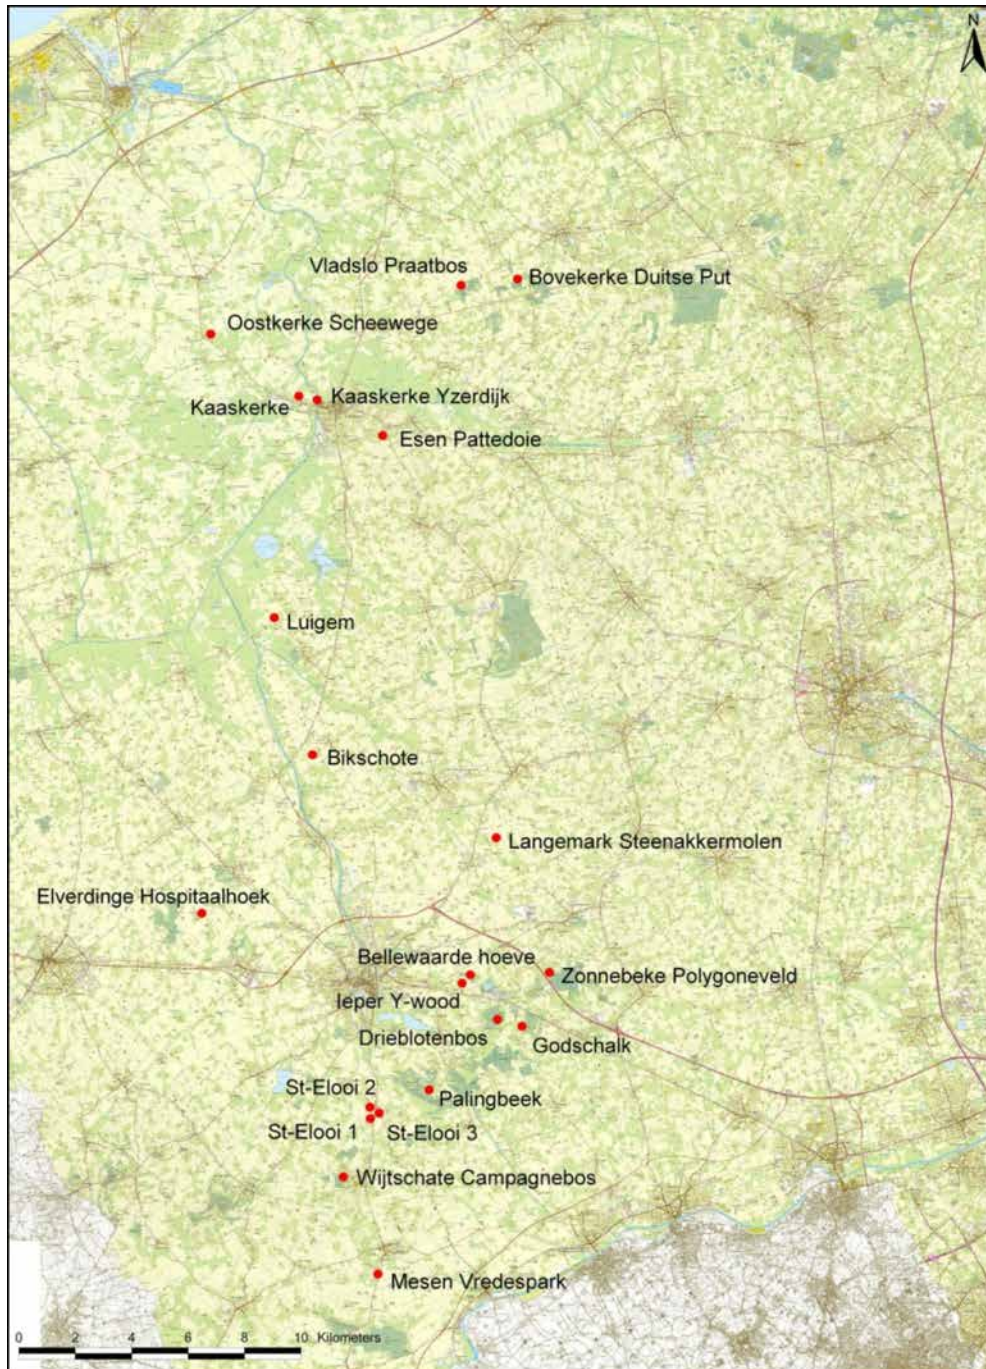 N
Vladslo Praatbos
Bovekerke Duitse Put
Oostkerke Scheewege
Kaaskerke
Kaaskerke Yzerdijk
Esen Pattedoie
Luigem
Bikschote
Langemark Steenakkermolen
Elverdinge Hospitaalhoek
Bellewaarde hoeve
Zonnebeke Polygoneveld
Ieper Y-wood
Drieblotenbos
Godschalk
St-Elooi 2
Palingbeek
St-Elooi 1
St-Elooi 3
Wijtschate Campagnebos
Mesen Vredespark
0 2 4 6 8 10 Kilometers